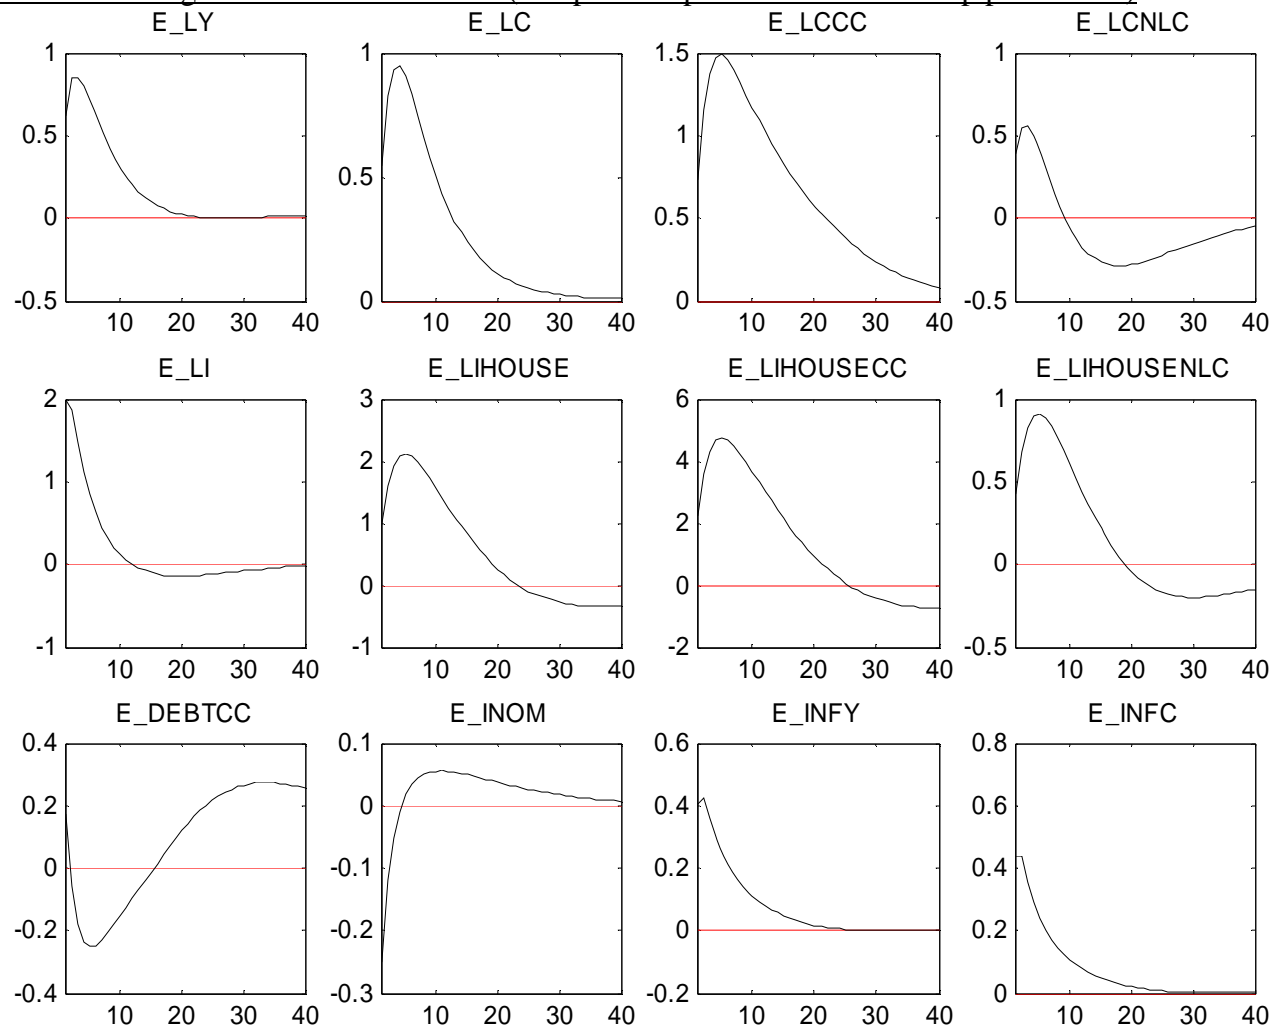 E_LY E_LC E_LCCC E_LCNLC
1 1 1.5 1
0.5 0.5 1 0.5
0 0.5 0
-0.5 0 0 -0.5
10 20 30 40 10 20 30 40 10 20 30 40 10 20 30 40
E_LI E_LIHOUSE E_LIHOUSECC E_LIHOUSENLC
2 3 6 1
1 2 4 0.5
0 1 2 0
0 0
-1 -1 -2 -0.5
10 20 30 40 10 20 30 40 10 20 30 40 10 20 30 40
E_DEBTCC E_INOM E_INFY E_INFC
0.4 0.1 0.6 0.8
0.2 0 0.4 0.6
0 -0.1 0.2 0.4
-0.2 -0.2 0 0.2
-0.4 -0.3 -0.2 0
10 20 30 40 10 20 30 40 10 20 30 40 10 20 30 40